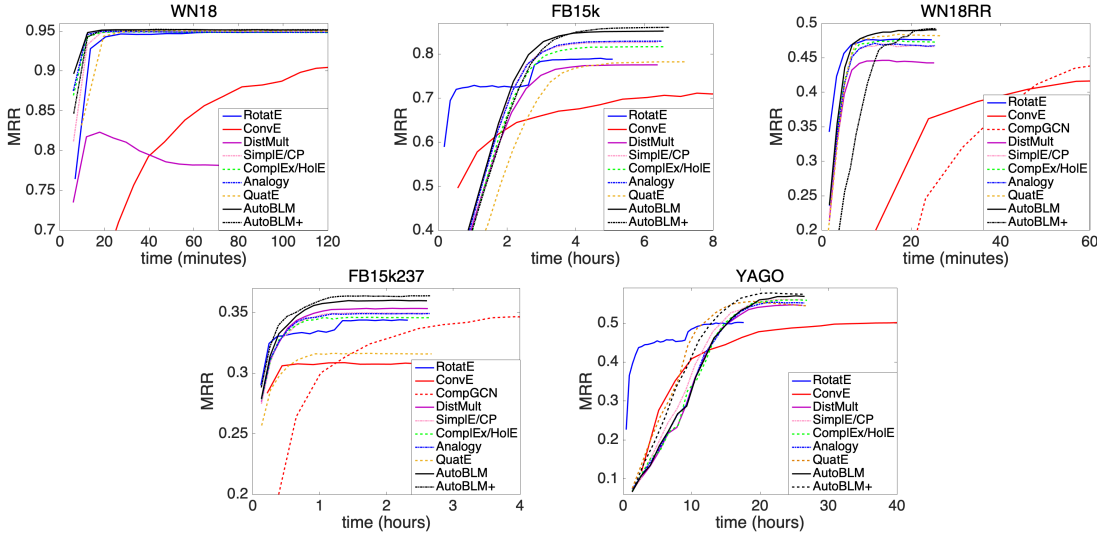 WN18
MRR
0.95
0.9
0.85
0.8
0.75
0.7
0 20 40 60 80 100 120
time (minutes)
RotatE
ConvE
DistMult
SimplE/CP
ComplEx/HolE
Analogy
QuatE
AutoBLM
AutoBLM+
FB15k
MRR
0.8
0.7
0.6
0.5
0.4
0 2 4 6 8
time (hours)
RotatE
ConvE
DistMult
SimplE/CP
ComplEx/HolE
Analogy
QuatE
AutoBLM
AutoBLM+
WN18RR
MRR
0.5
0.45
0.4
0.35
0.3
0.25
0.2
0 20 40 60
time (minutes)
RotatE
ConvE
CompGCN
DistMult
SimplE/CP
ComplEx/HolE
Analogy
QuatE
AutoBLM
AutoBLM+
FB15k237
MRR
0.35
0.3
0.25
0.2
0 1 2 3 4
time (hours)
RotatE
ConvE
CompGCN
DistMult
SimplE/CP
ComplEx/HolE
Analogy
QuatE
AutoBLM
AutoBLM+
YAGO
MRR
0.5
0.4
0.3
0.2
0.1
0 10 20 30 40
time (hours)
RotatE
ConvE
DistMult
SimplE/CP
ComplEx/HolE
Analogy
QuatE
AutoBLM
AutoBLM+